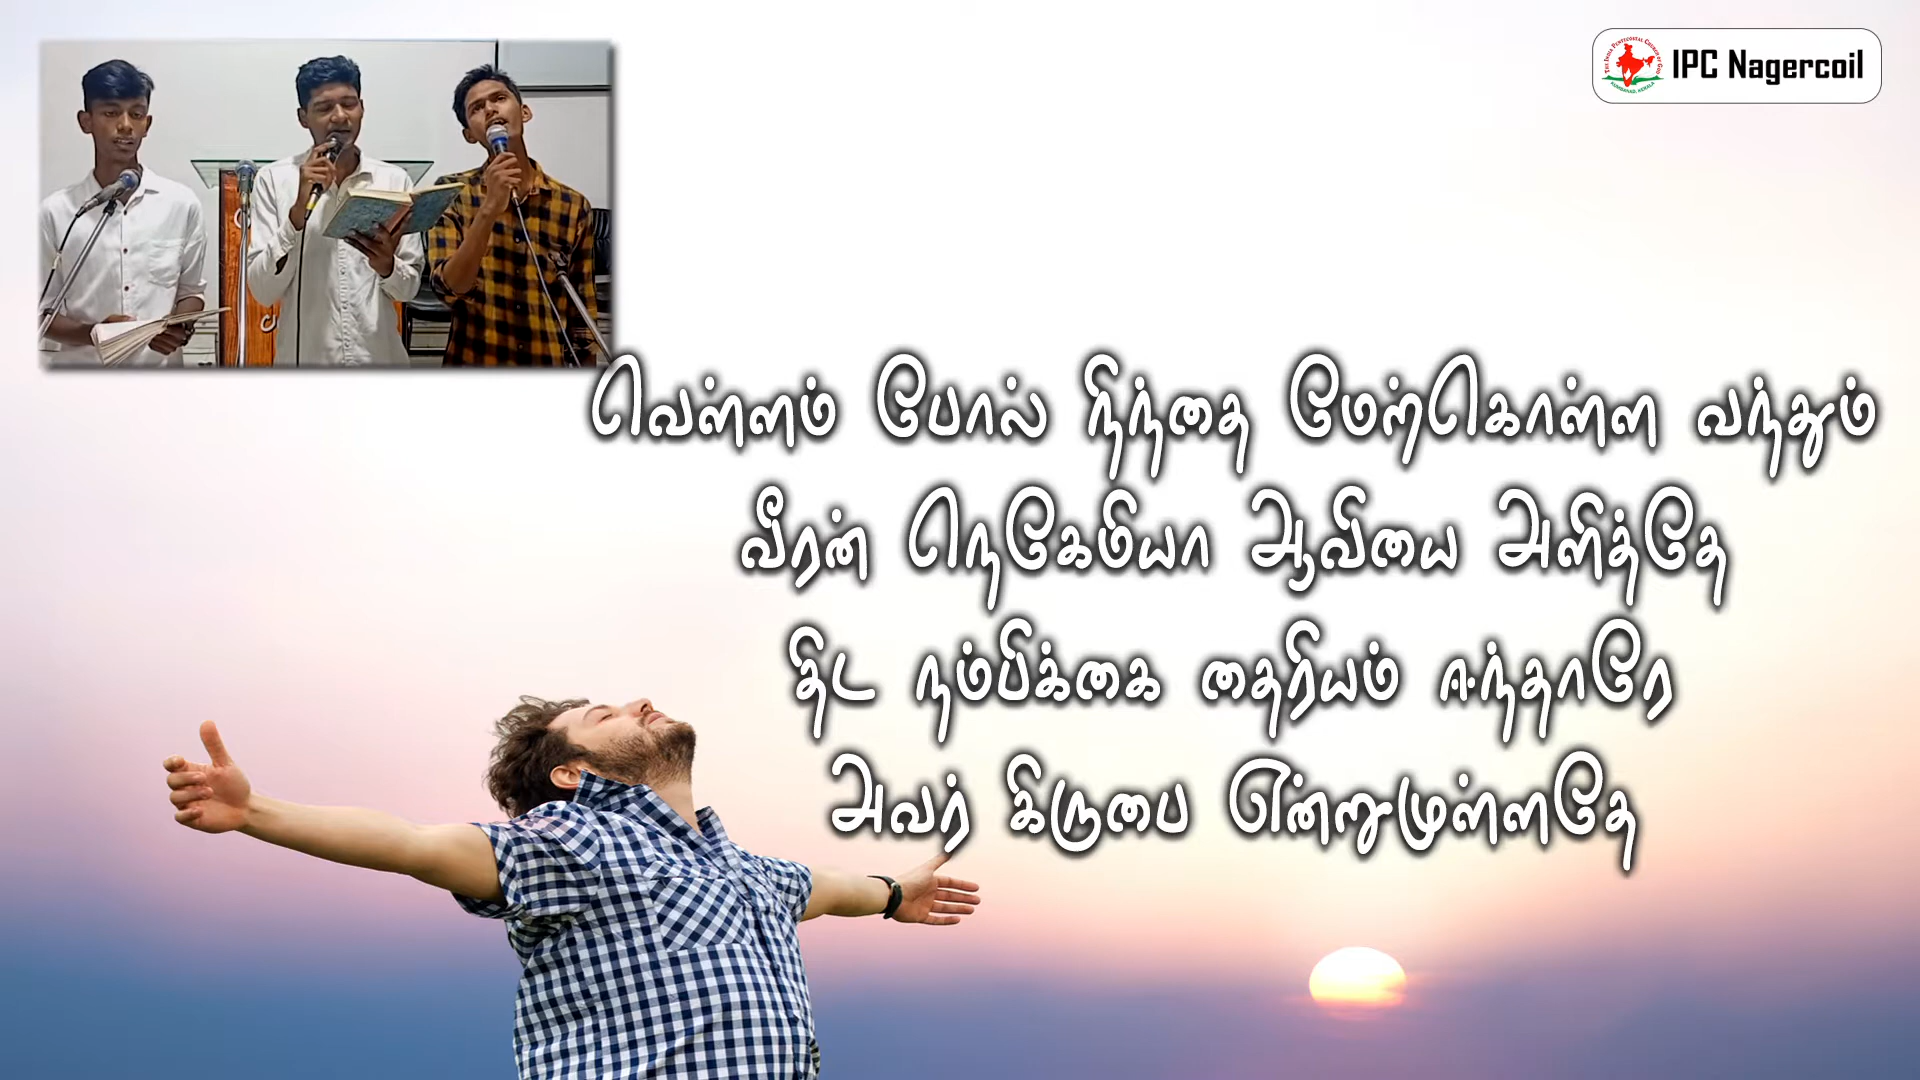 IPC Nagercoil
வெள்ளம் போல் நிந்தை மேற்கொள்ள வந்தும்
வீரன் நெகேமியா ஆவியை அளித்தே
திட நம்பிக்கை தைரியம் ஈந்தாரே
அவர் கிருபை என்றுமுள்ளதே